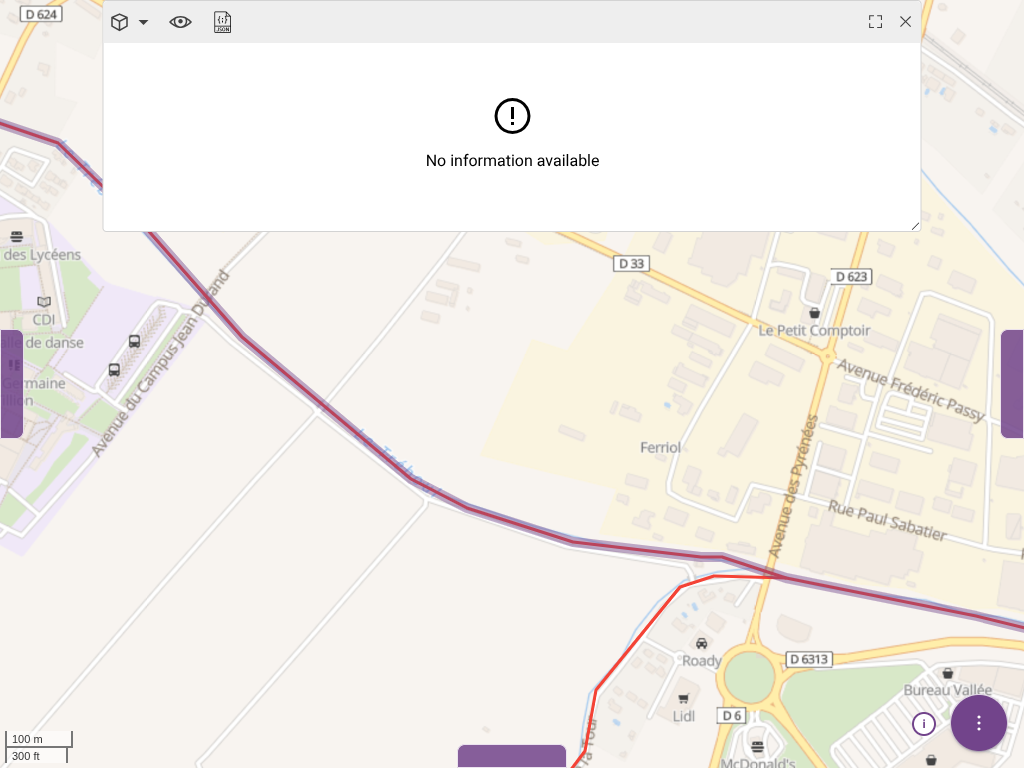 D 624
JSON
No information available
des Lycéens
D 33
D 623
CDI
Le Petit Comptoir
alle de danse
Germaine
Avenue du Campus Jean Durand
Avenue Frédéric Passy
Ferriol
Avenue des Pyrénées
Rue Paul Sabatier
Roady
D 6313
Bureau Vallée
Lidl
D 6
i
100 m
300 ft
McDonald's